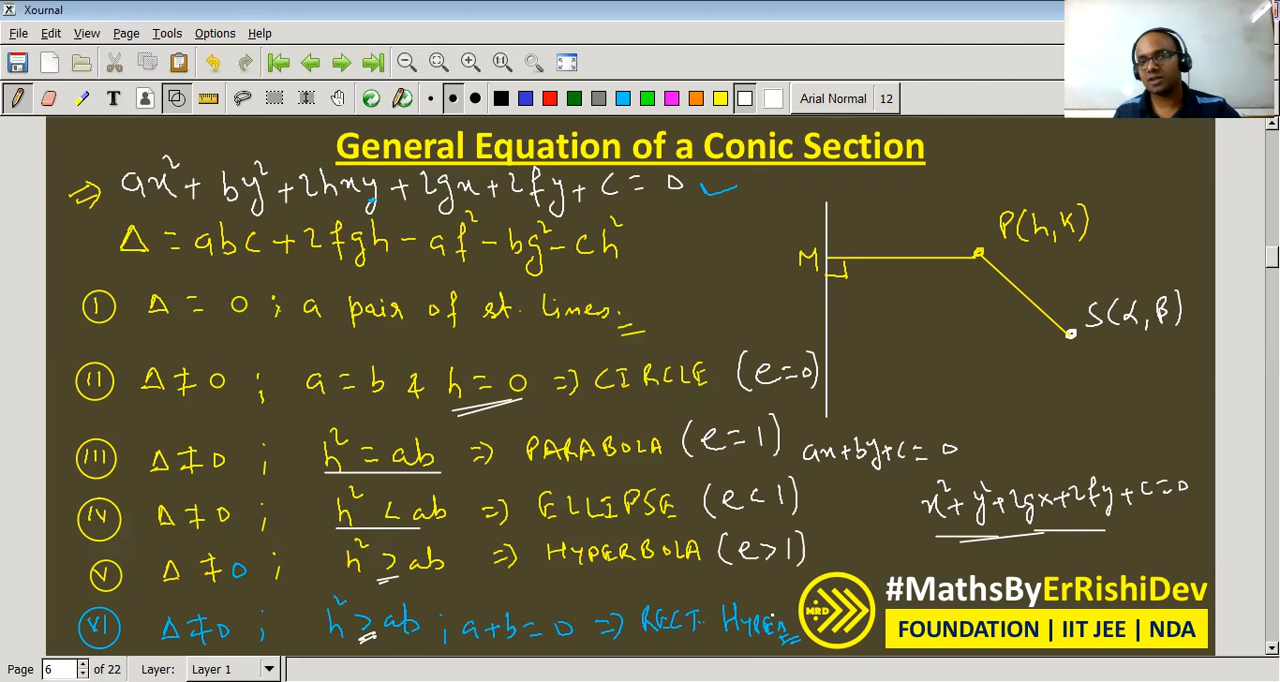 Xournal
File Edit View Page Tools Options Help
Arial Normal 12
General Equation of a Conic Section
⇒ ax² + by² + 2hxy + 2gx + 2fy + c = 0 ✓
Δ = abc + 2fgh − af² − bg² − ch²
(I) Δ = 0 ; a pair of st. lines.
(II) Δ ≠ 0 ; a = b & h = 0 ⇒ CIRCLE (e=0)
(III) Δ ≠ 0 ; h² = ab ⇒ PARABOLA (e=1)
(IV) Δ ≠ 0 ; h² < ab ⇒ ELLIPSE (e<1)
(V) Δ ≠ 0 ; h² > ab ⇒ HYPERBOLA (e>1)
(VI) Δ ≠ 0 ; h² > ab ; a+b = 0 ⇒ RECT. HYPER
P(h,K)
M
S(α,β)
ax+by+c=0
x²+y²+2gx+2fy+c=0
MRD
#MathsByErRishiDev
FOUNDATION | IIT JEE | NDA
Page 6 of 22 Layer: Layer 1